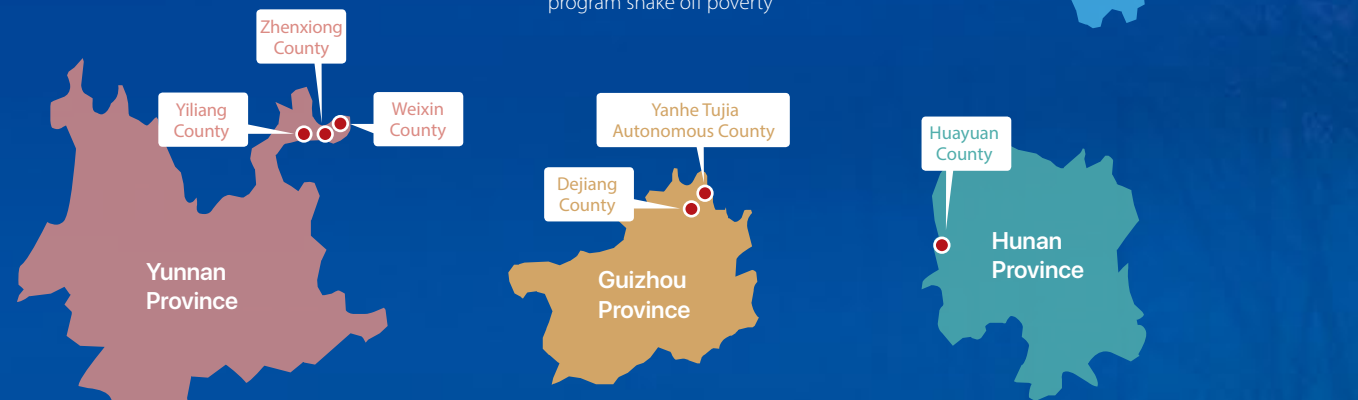 program shake off poverty
Zhenxiong
County
Yiliang
County
Weixin
County
Yunnan
Province
Yanhe Tujia
Autonomous County
Dejiang
County
Guizhou
Province
Huayuan
County
Hunan
Province